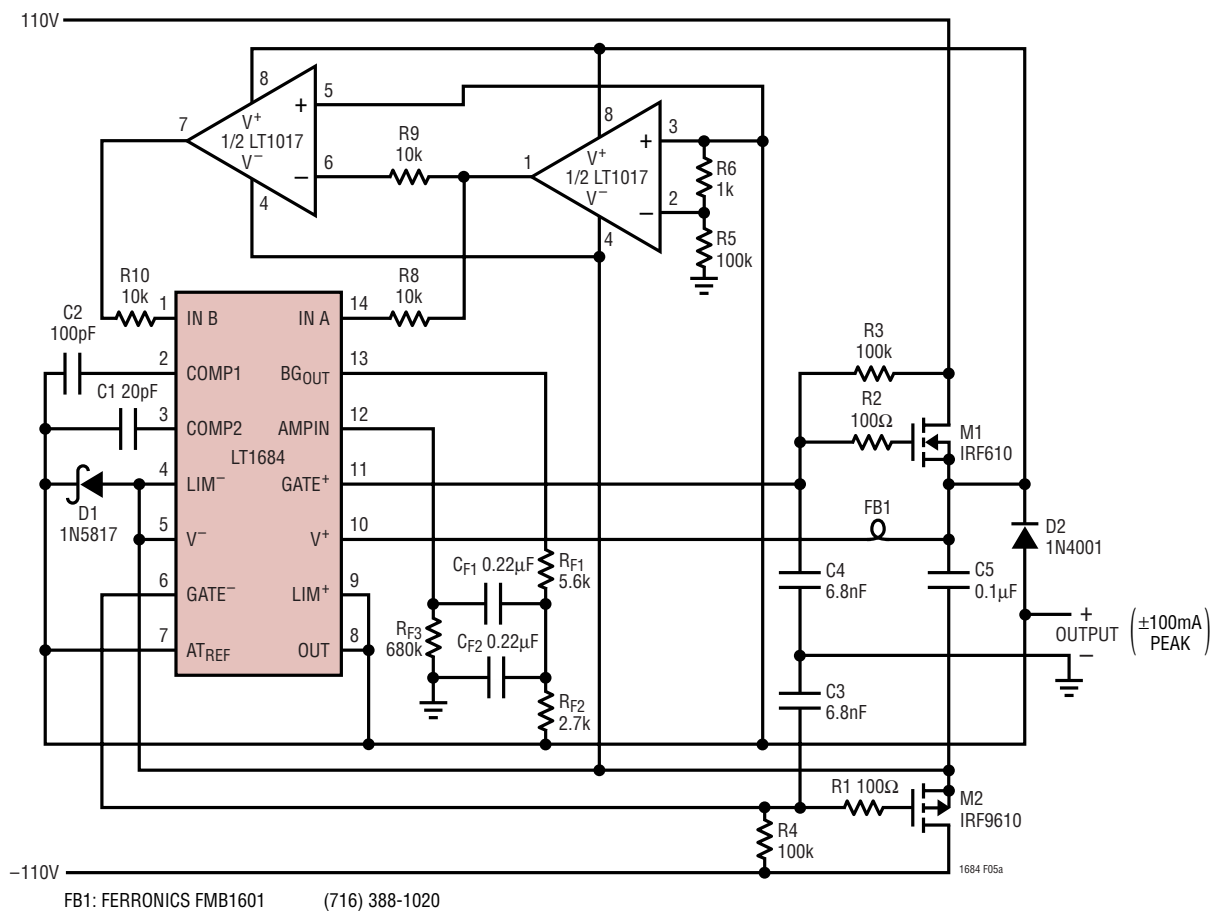 110V
8
5
+
V+
7
1/2 LT1017
V−
6
−
4
R9
10k
8
3
+
V+
1
1/2 LT1017
V−
2
−
4
R6
1k
R5
100k
R10
10k
R8
10k
C2
100pF
C1 20pF
D1
1N5817
1
IN B
2
COMP1
3
COMP2
4
LIM−
5
V−
6
GATE−
7
ATREF
LT1684
14
IN A
13
BGOUT
12
AMPIN
11
GATE+
10
V+
9
LIM+
8
OUT
CF1 0.22µF
RF1
5.6k
RF3
680k
CF2 0.22µF
RF2
2.7k
R3
100k
R2
100Ω
M1
IRF610
FB1
D2
1N4001
C4
6.8nF
C5
0.1µF
+
OUTPUT
−
(±100mA
PEAK)
C3
6.8nF
R1 100Ω
M2
IRF9610
R4
100k
−110V
1684 F05a
FB1: FERRONICS FMB1601 (716) 388-1020